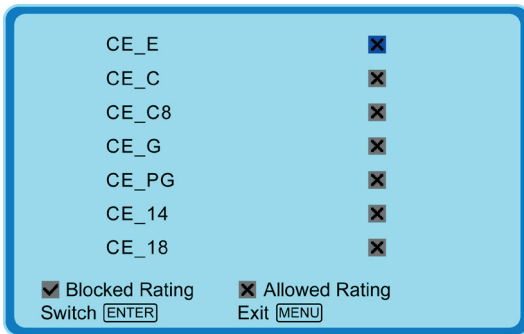 CE_E
CE_C
CE_C8
CE_G
CE_PG
CE_14
CE_18
Blocked Rating Allowed Rating
Switch ENTER Exit MENU